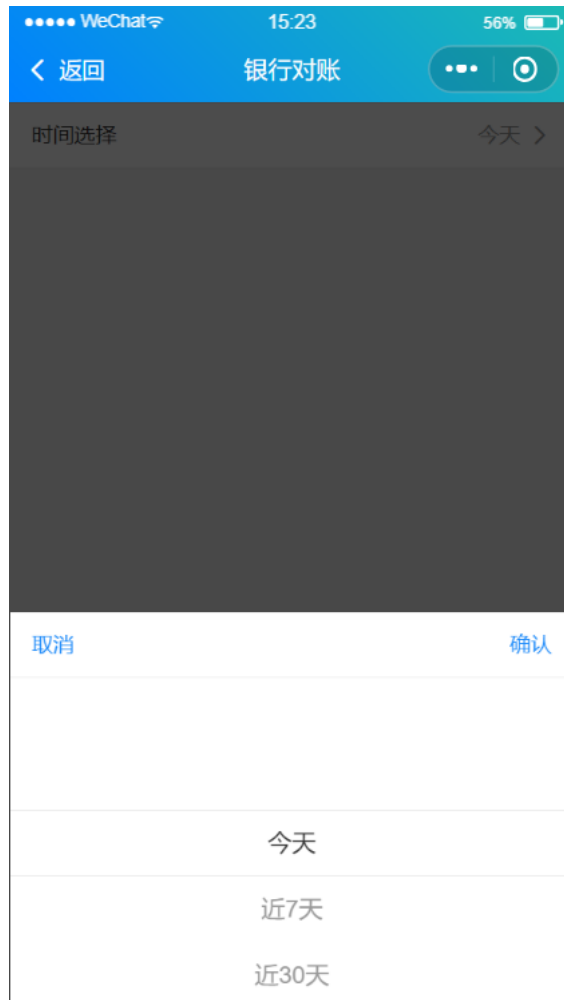 WeChat 15:23 56%
返回 银行对账
时间选择 今天
取消 确认
今天
近7天
近30天